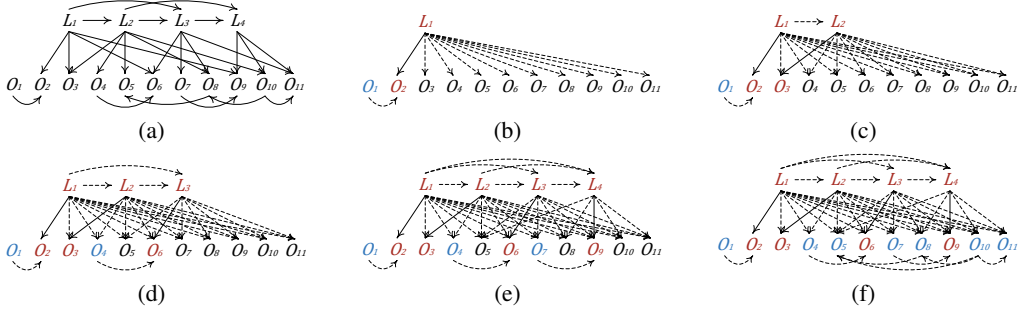 L₁ L₂ L₃ L₄
O₁ O₂ O₃ O₄ O₅ O₆ O₇ O₈ O₉ O₁₀ O₁₁
(a)
L₁
O₁ O₂ O₃ O₄ O₅ O₆ O₇ O₈ O₉ O₁₀ O₁₁
(b)
L₁ L₂
O₁ O₂ O₃ O₄ O₅ O₆ O₇ O₈ O₉ O₁₀ O₁₁
(c)
L₁ L₂ L₃
O₁ O₂ O₃ O₄ O₅ O₆ O₇ O₈ O₉ O₁₀ O₁₁
(d)
L₁ L₂ L₃ L₄
O₁ O₂ O₃ O₄ O₅ O₆ O₇ O₈ O₉ O₁₀ O₁₁
(e)
L₁ L₂ L₃ L₄
O₁ O₂ O₃ O₄ O₅ O₆ O₇ O₈ O₉ O₁₀ O₁₁
(f)